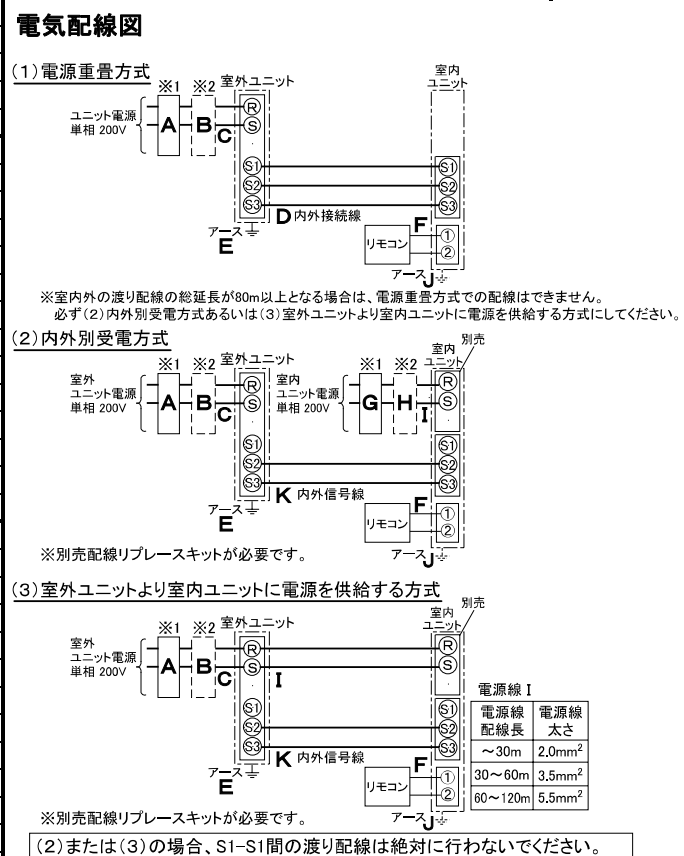 電気配線図
(1)電源重畳方式
※1 ※2 室外ユニット
室内
ユニット
ユニット電源
単相 200V
A B C
R
S
S1 S1
S2 S2
S3 S3
D 内外接続線
アース
E
リモコン
F
①
②
アース J
※室内外の渡り配線の総延長が80m以上となる場合は、電源重畳方式での配線はできません。
必ず(2)内外別受電方式あるいは(3)室外ユニットより室内ユニットに電源を供給する方式にしてください。
(2)内外別受電方式
※1 ※2 室外ユニット
※1 ※2
室内
ユニット
別売
室外
ユニット電源
単相 200V
A B C
R
S
室内
ユニット電源
単相 200V
G H I
R
S
S1 S1
S2 S2
S3 S3
K 内外信号線
アース
E
リモコン
F
①
②
アース J
※別売配線リプレースキットが必要です。
(3)室外ユニットより室内ユニットに電源を供給する方式
※1 ※2 室外ユニット
室内
ユニット
別売
室外
ユニット電源
単相 200V
A B C
R R
S S
I
S1 S1
S2 S2
S3 S3
K 内外信号線
アース
E
リモコン
F
①
②
アース J
電源線 I
電源線 電源線
配線長 太さ
～30m 2.0mm²
30～60m 3.5mm²
60～120m 5.5mm²
※別売配線リプレースキットが必要です。
(2)または(3)の場合、S1-S1間の渡り配線は絶対に行わないでください。